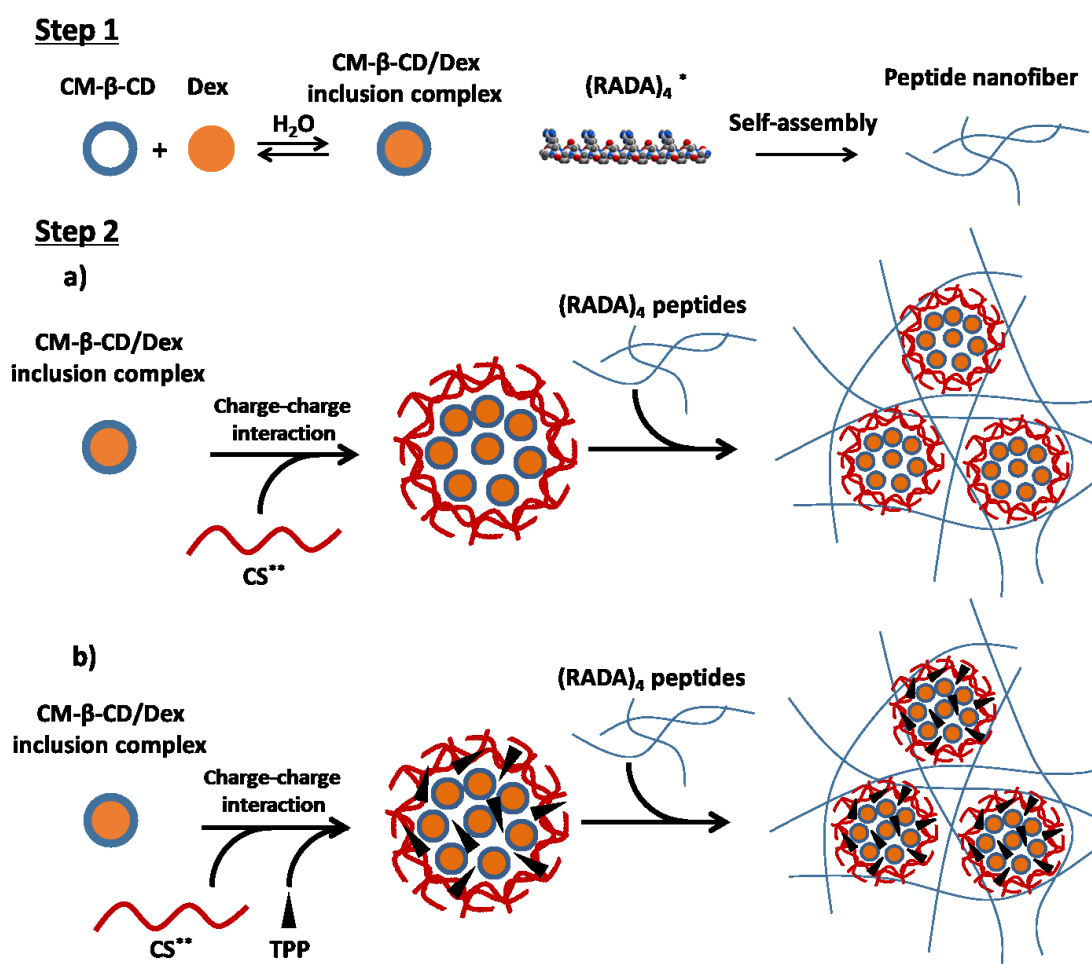 Step 1
CM-β-CD
Dex
CM-β-CD/Dex
inclusion complex
(RADA)₄ *
Peptide nanofiber
+
H₂O
Self-assembly
Step 2
a)
CM-β-CD/Dex
inclusion complex
Charge-charge
interaction
CS**
(RADA)₄ peptides
b)
CM-β-CD/Dex
inclusion complex
Charge-charge
interaction
CS**
TPP
(RADA)₄ peptides